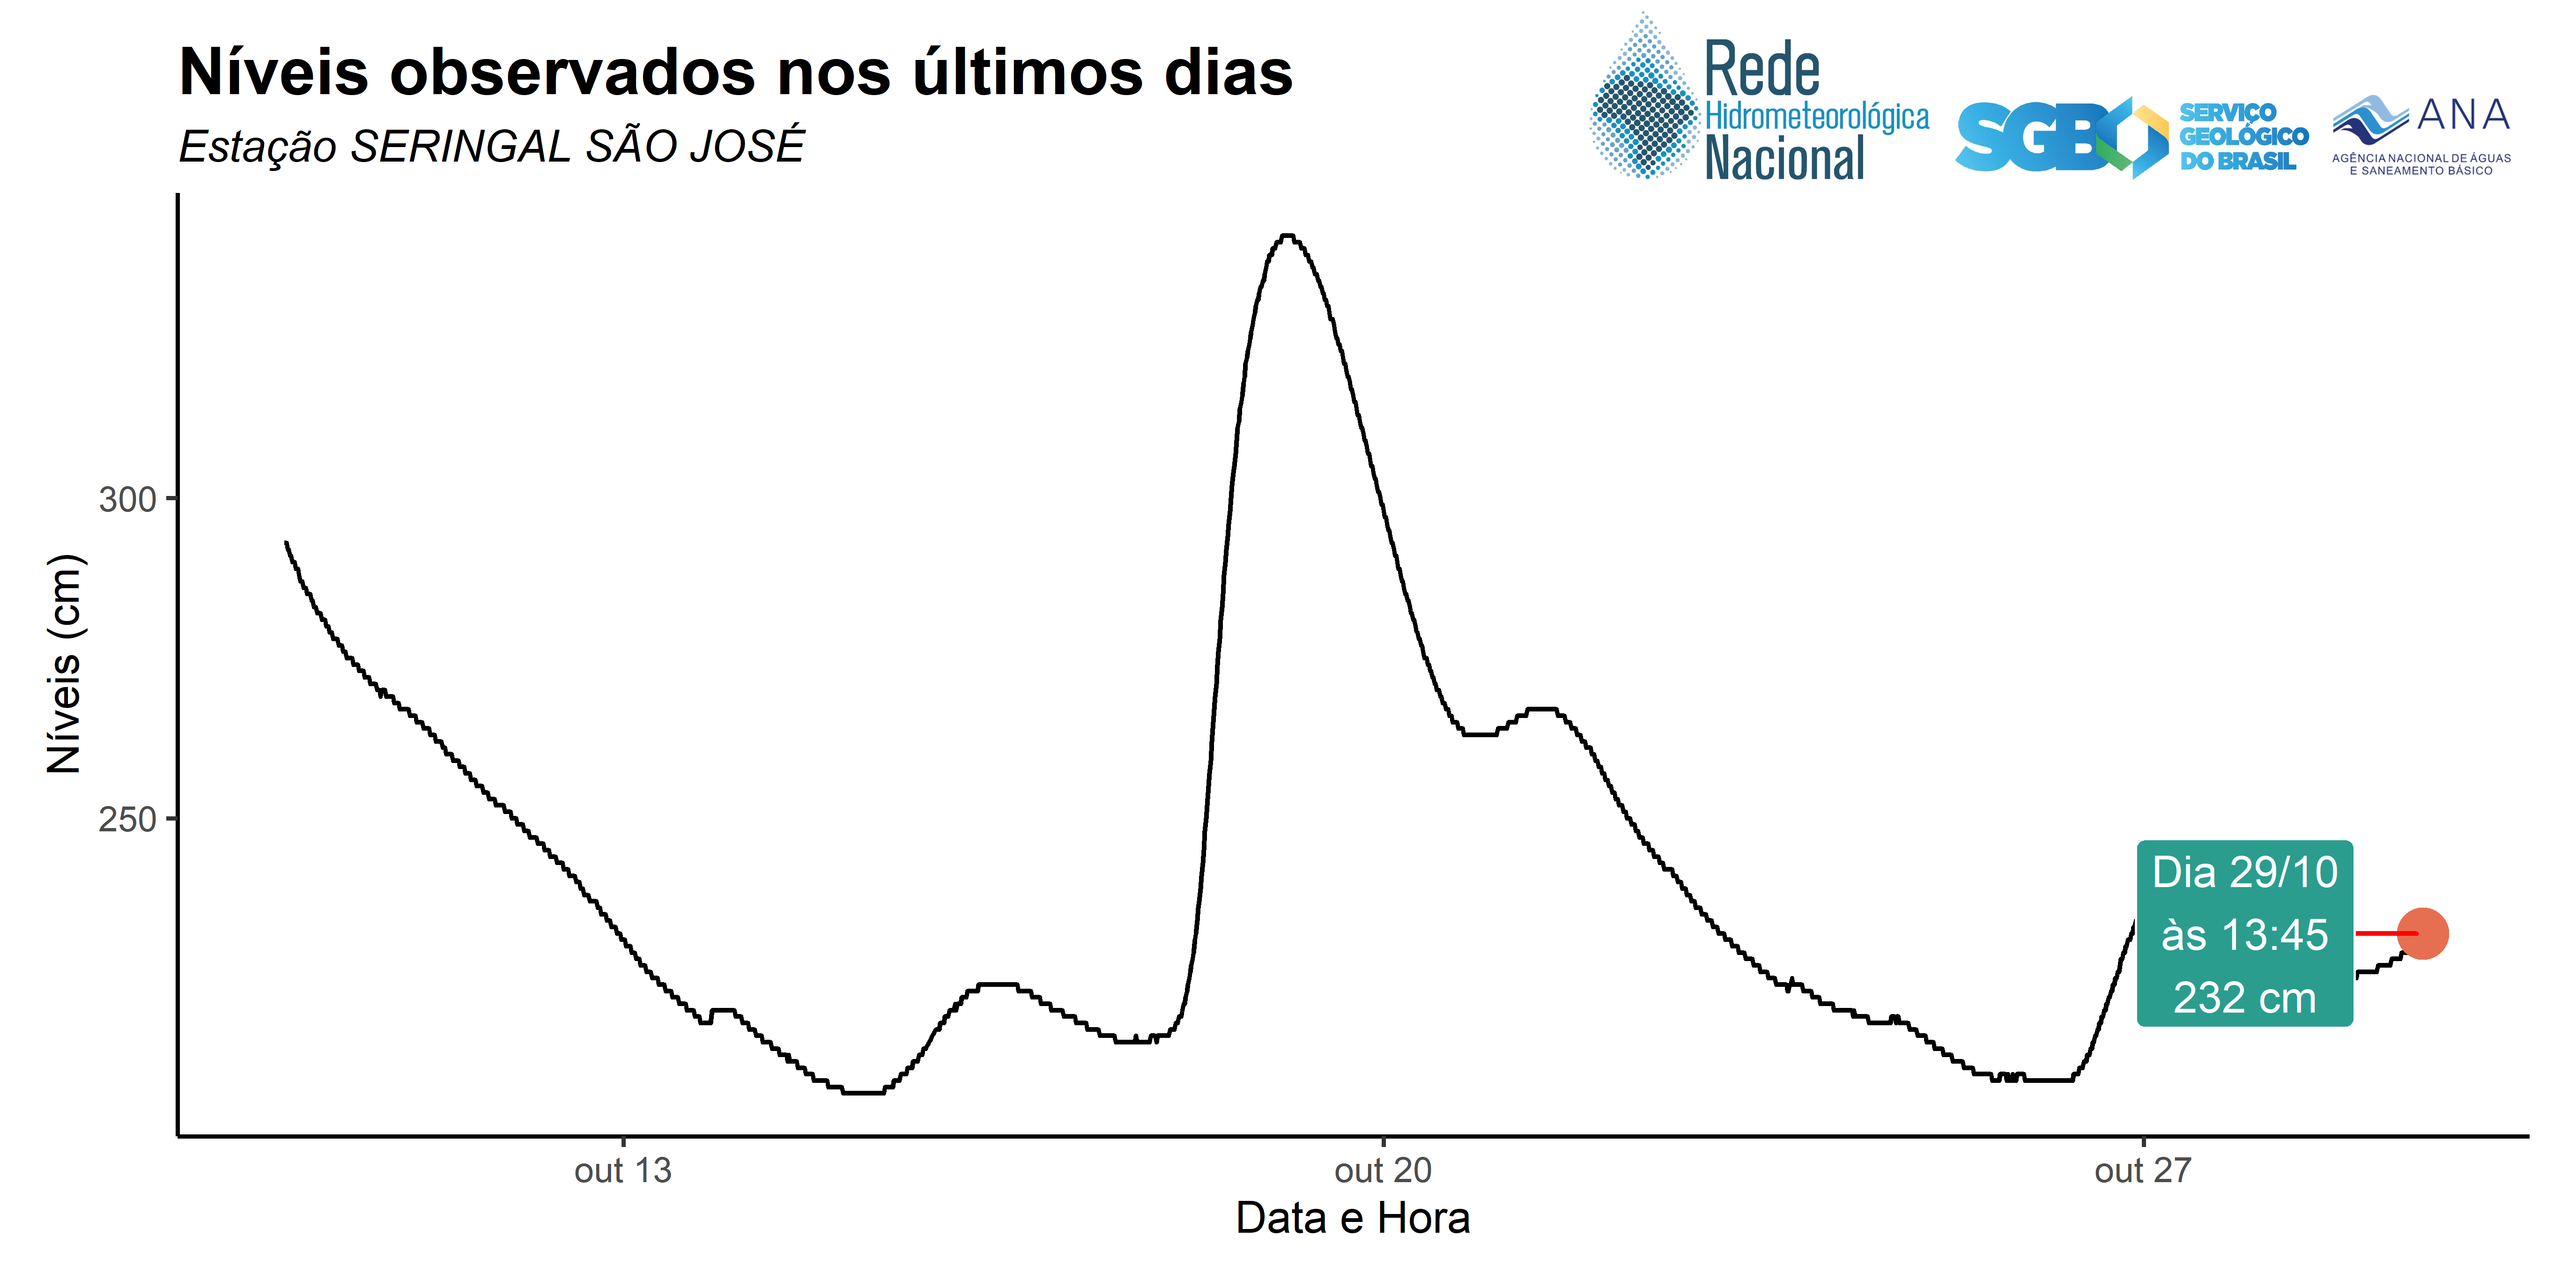 Níveis observados nos últimos dias
Estação SERINGAL SÃO JOSÉ
Rede
Hidrometeorológica
Nacional
SGB
SERVIÇO
GEOLÓGICO
DO BRASIL
ANA
AGÊNCIA NACIONAL DE ÁGUAS
E SANEAMENTO BÁSICO
Níveis (cm)
300
250
Dia 29/10
às 13:45
232 cm
out 13
out 20
out 27
Data e Hora